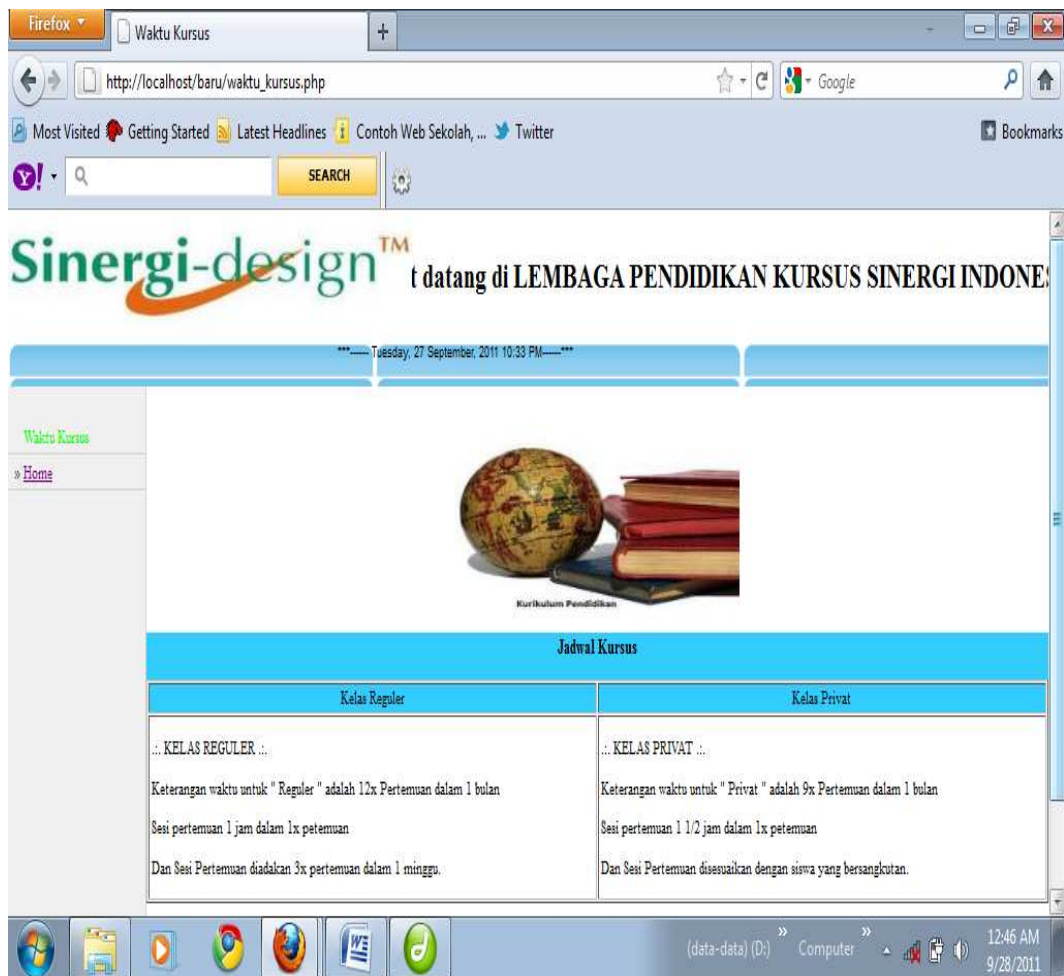 Firefox
Waktu Kursus
http://localhost/baru/waktu_kursus.php
Google
Most Visited Getting Started Latest Headlines Contoh Web Sekolah, ... Twitter Bookmarks
Y! SEARCH
Sinergi-design™
t datang di LEMBAGA PENDIDIKAN KURSUS SINERGI INDONES
***------ Tuesday, 27 September, 2011 10:33 PM------***
Waktu Kursus
» Home
Kurikulum Pendidikan
Jadwal Kursus
Kelas Reguler
.:. KELAS REGULER .:.
Keterangan waktu untuk " Reguler " adalah 12x Pertemuan dalam 1 bulan
Sesi pertemuan 1 jam dalam 1x petemuan
Dan Sesi Pertemuan diadakan 3x pertemuan dalam 1 minggu.
Kelas Privat
.:. KELAS PRIVAT .:.
Keterangan waktu untuk " Privat " adalah 9x Pertemuan dalam 1 bulan
Sesi pertemuan 1 1/2 jam dalam 1x petemuan
Dan Sesi Pertemuan disesuaikan dengan siswa yang bersangkutan.
(data-data) (D:) » Computer »
12:46 AM
9/28/2011